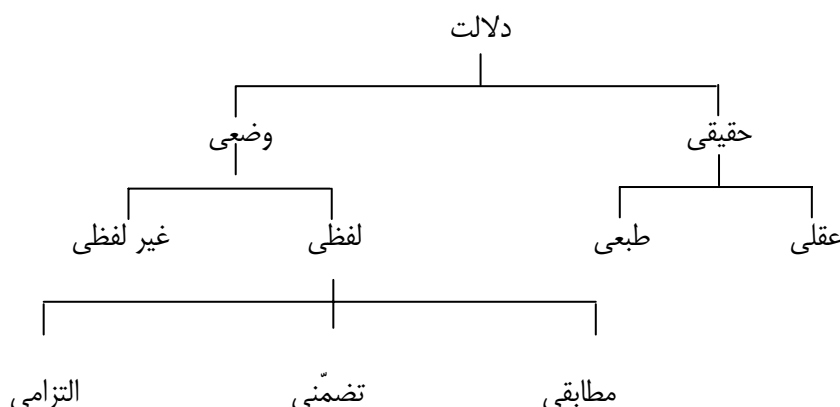 دلالت
حقیقی وضعی
عقلی طبعی لفظی غیر لفظی
مطابقی تضمّنی التزامی